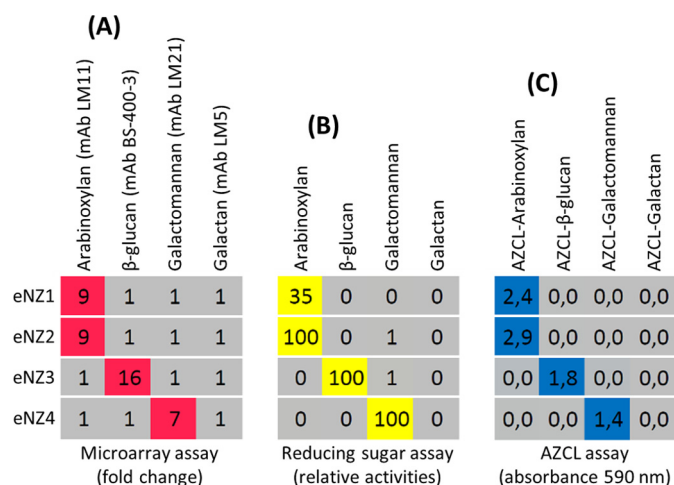 (A)
Arabinoxylan (mAb LM11)
β-glucan (mAb BS-400-3)
Galactomannan (mAb LM21)
Galactan (mAb LM5)
(B)
Arabinoxylan
β-glucan
Galactomannan
Galactan
(C)
AZCL-Arabinoxylan
AZCL-β-glucan
AZCL-Galactomannan
AZCL-Galactan
eNZ1 9 1 1 1 35 0 0 0 2,4 0,0 0,0 0,0
eNZ2 9 1 1 1 100 0 1 0 2,9 0,0 0,0 0,0
eNZ3 1 16 1 1 0 100 1 0 0,0 1,8 0,0 0,0
eNZ4 1 1 7 1 0 0 100 0 0,0 0,0 1,4 0,0
Microarray assay
(fold change)
Reducing sugar assay
(relative activities)
AZCL assay
(absorbance 590 nm)